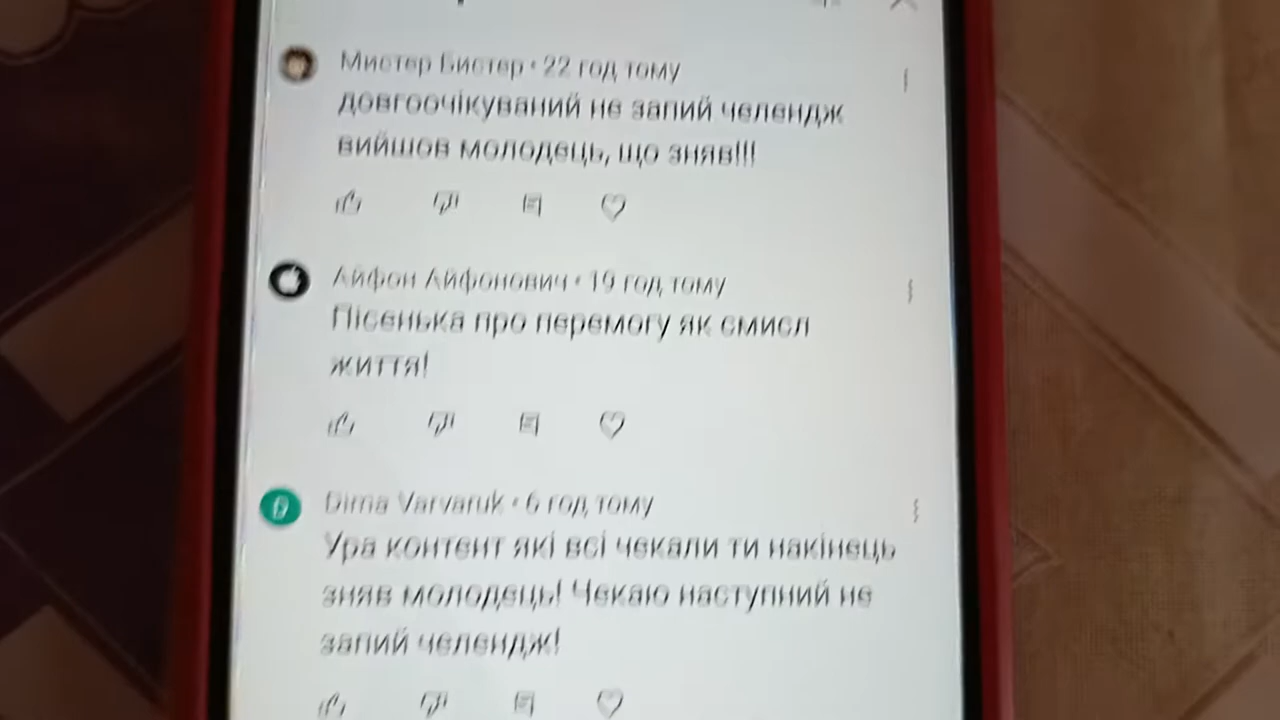 Мистер Бистер • 22 год тому
довгоочікуваний не запий челендж
вийшов молодець, що зняв!!!
Айфон Айфонович • 19 год тому
Пісенька про перемогу як смисл
життя!
Dima Varvaruk • 6 год тому
Ура контент які всі чекали ти накінець
зняв молодець! Чекаю наступний не
запий челендж!